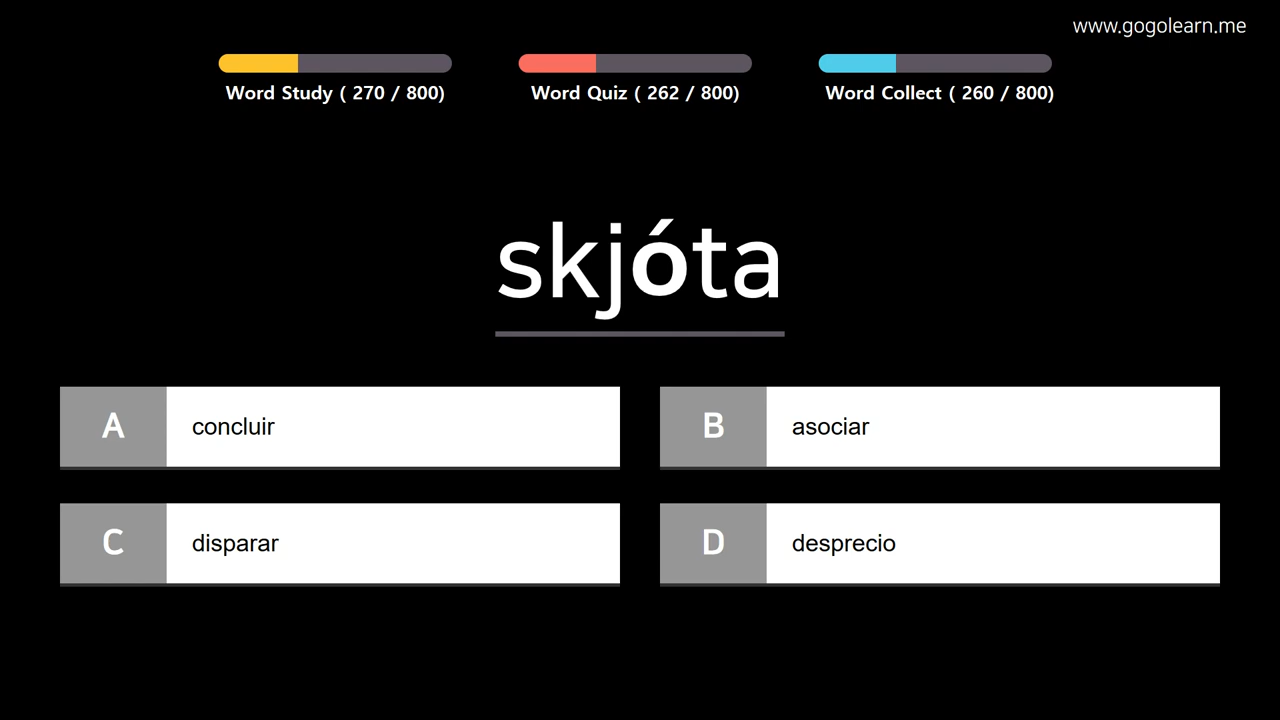 www.gogolearn.me
Word Study ( 270 / 800)
Word Quiz ( 262 / 800)
Word Collect ( 260 / 800)
skjóta
A concluir
B asociar
C disparar
D desprecio